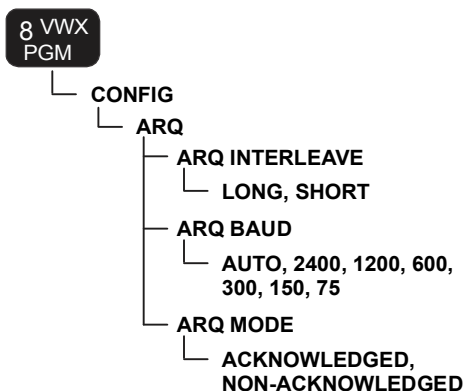 8 VWX
PGM
CONFIG
ARQ
ARQ INTERLEAVE
LONG, SHORT
ARQ BAUD
AUTO, 2400, 1200, 600,
300, 150, 75
ARQ MODE
ACKNOWLEDGED,
NON-ACKNOWLEDGED